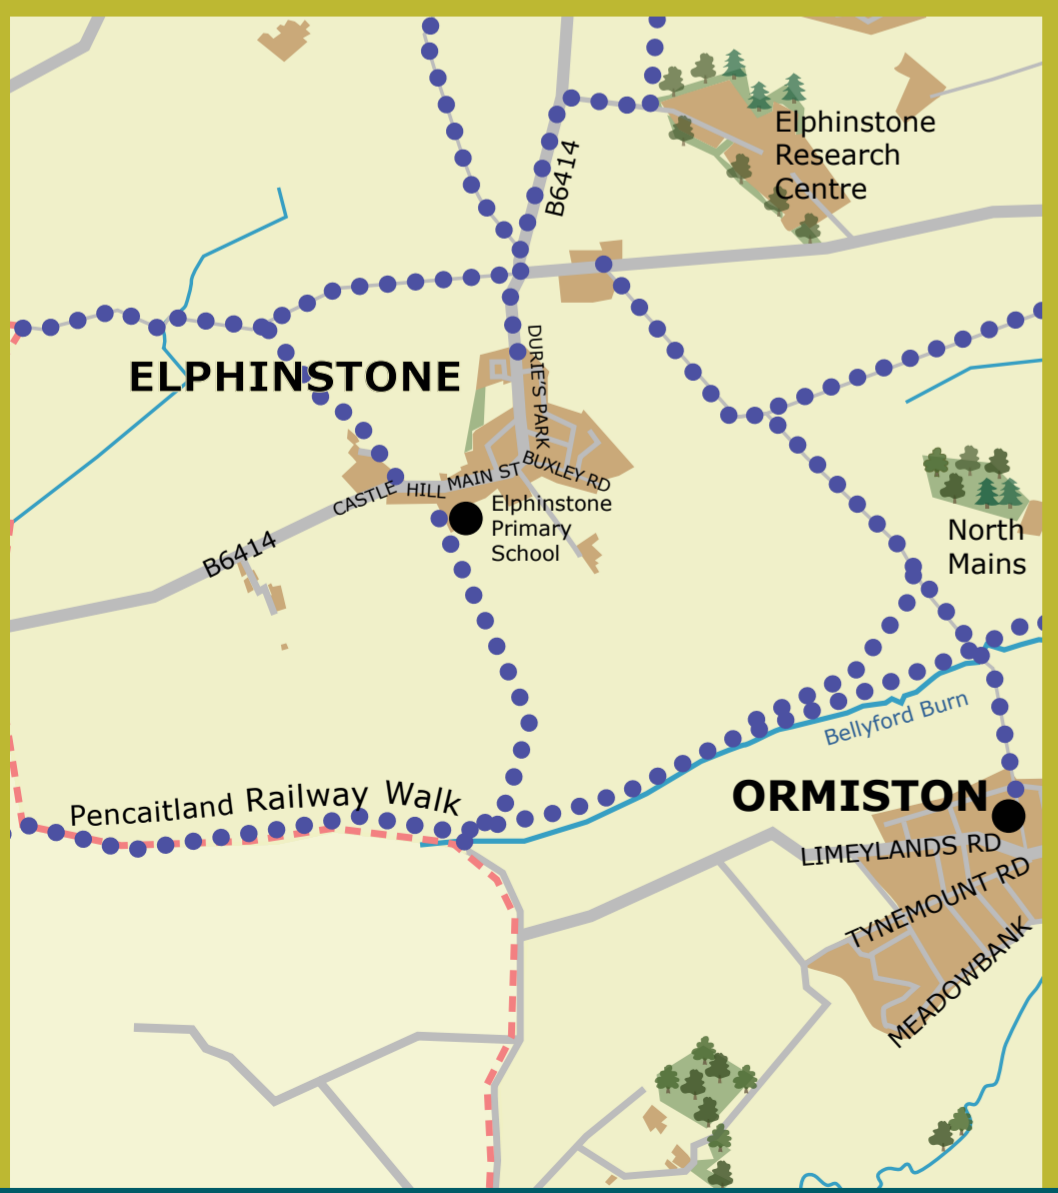 B6414
Elphinstone
Research
Centre
DURIE'S PARK
ELPHINSTONE
BUXLEY RD
MAIN ST
HILL
CASTLE
Elphinstone
Primary
School
B6414
North
Mains
Bellyford Burn
Pencaitland Railway Walk
ORMISTON
LIMEYLANDS RD
TYNEMOUNT RD
MEADOWBANK